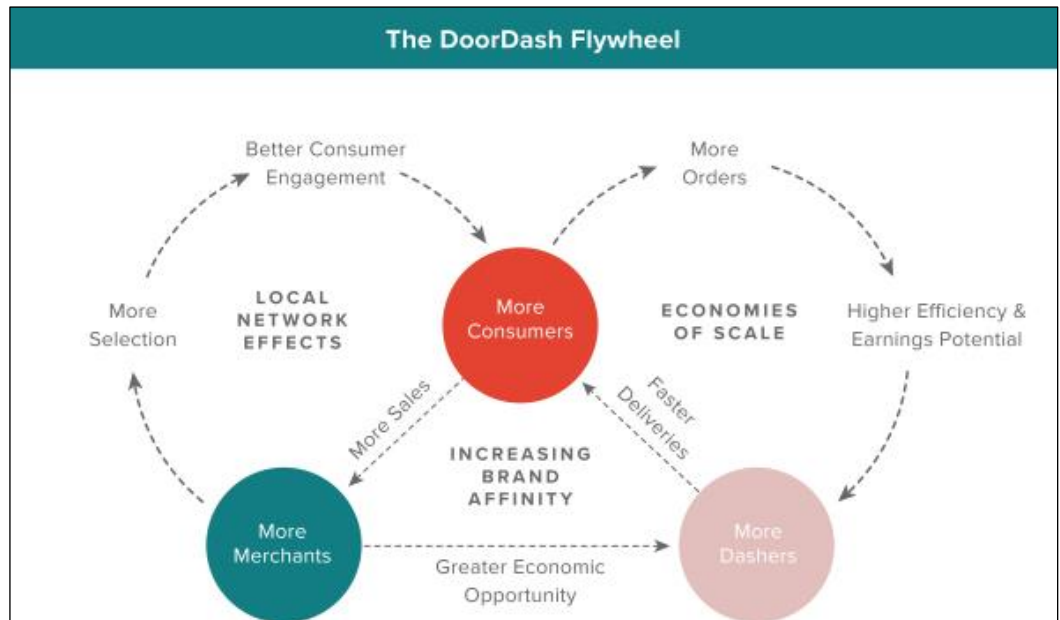 The DoorDash Flywheel
Better Consumer
Engagement
More
Orders
More
Selection
LOCAL
NETWORK
EFFECTS
More
Consumers
ECONOMIES
OF SCALE
Higher Efficiency &
Earnings Potential
More Sales
Faster
Deliveries
INCREASING
BRAND
AFFINITY
More
Merchants
Greater Economic
Opportunity
More
Dashers